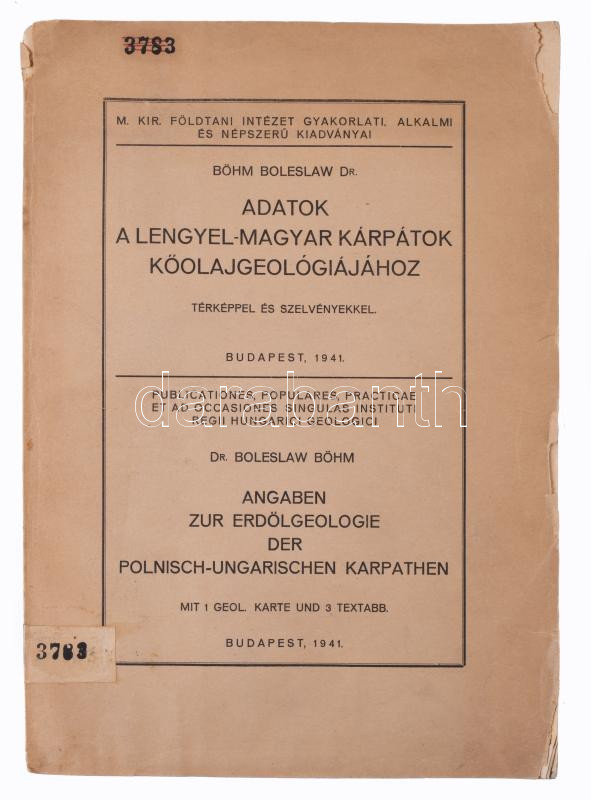 3783
M. KIR. FÖLDTANI INTÉZET GYAKORLATI, ALKALMI
ÉS NÉPSZERŰ KIADVÁNYAI
BÖHM BOLESLAW DR.
ADATOK
A LENGYEL-MAGYAR KÁRPÁTOK
KŐOLAJGEOLÓGIÁJÁHOZ
TÉRKÉPPEL ÉS SZELVÉNYEKKEL.
BUDAPEST, 1941.
PUBLICATIONES, POPULARES, PRACTICAE
ET AD OCCASIONES SINGULAS INSTITUTI
REGII HUNGARICI GEOLOGICI
darabanth
DR. BOLESLAW BÖHM
ANGABEN
ZUR ERDÖLGEOLOGIE
DER
POLNISCH-UNGARISCHEN KARPATHEN
MIT 1 GEOL. KARTE UND 3 TEXTABB.
BUDAPEST, 1941.
3783